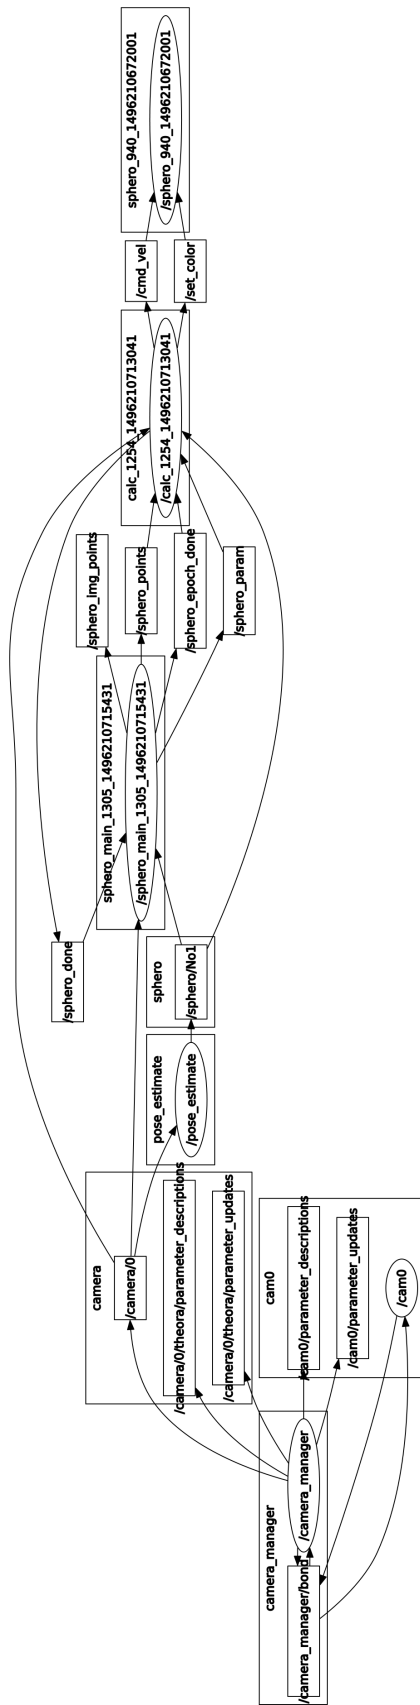 sphero_940_1496210672001
/sphero_940_1496210672001
/cmd_vel
/set_color
calc_1254_1496210713041
/calc_1254_1496210713041
/sphero_img_points
/sphero_points
/sphero_epoch_done
/sphero_param
sphero_main_1305_1496210715431
/sphero_main_1305_1496210715431
/sphero_done
sphero
/sphero/No1
pose_estimate
/pose_estimate
camera
/camera/0
/camera/0/theora/parameter_descriptions
/camera/0/theora/parameter_updates
cam0
/cam0/parameter_descriptions
/cam0/parameter_updates
/cam0
camera_manager
/camera_manager
/camera_manager/bond